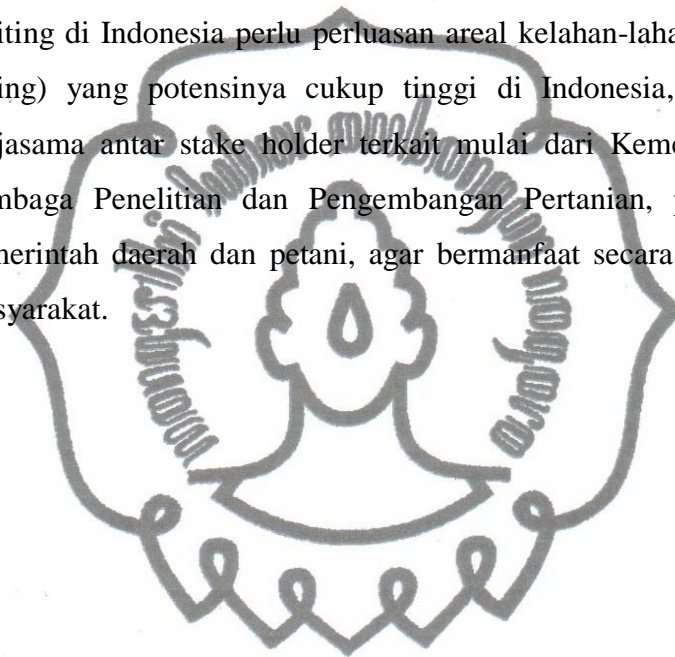 iting di Indonesia perlu perluasan areal kelahan-laha
ing) yang potensinya cukup tinggi di Indonesia,
jasama antar stake holder terkait mulai dari Keme
mbaga Penelitian dan Pengembangan Pertanian, p
merintah daerah dan petani, agar bermanfaat secara
syarakat.